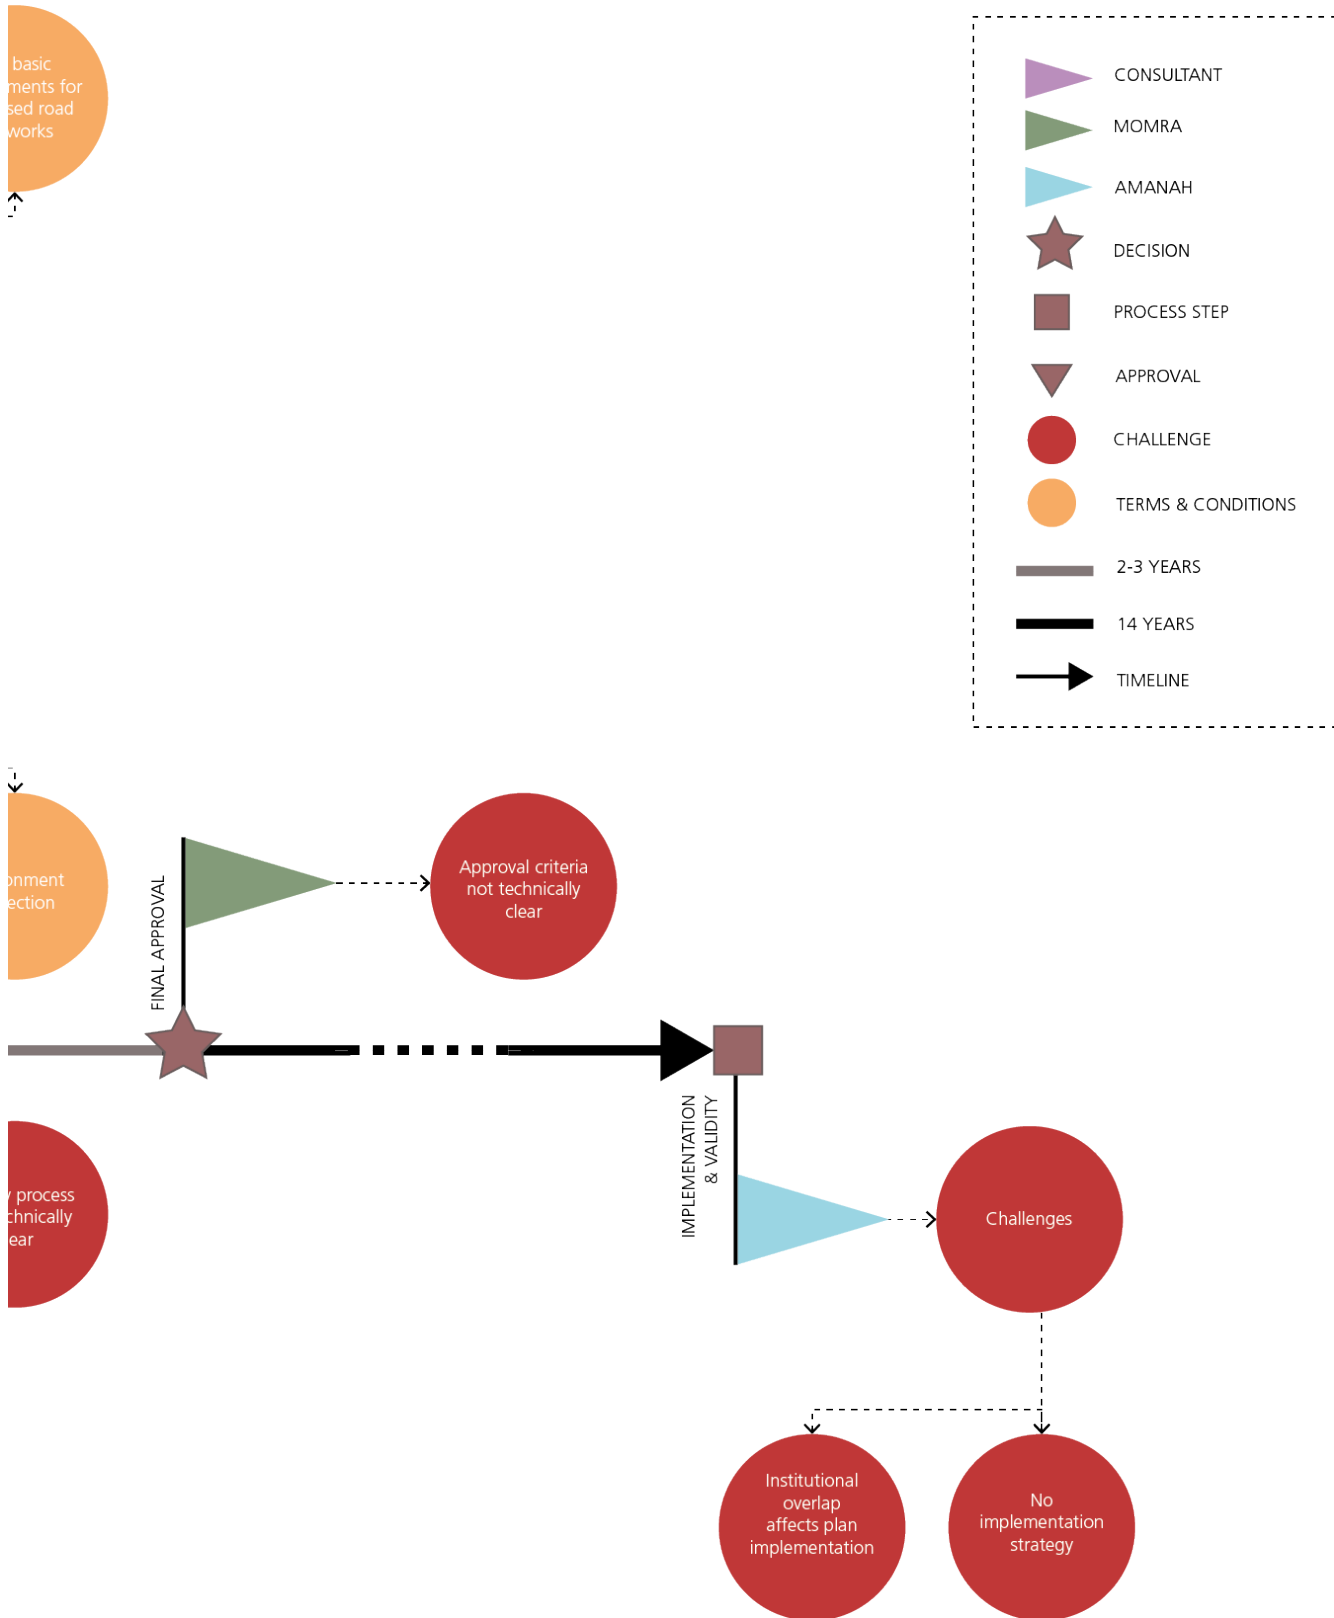 basic
sed road
works
CONSULTANT
MOMRA
AMANAH
DECISION
PROCESS STEP
APPROVAL
CHALLENGE
TERMS & CONDITIONS
2-3 YEARS
14 YEARS
TIMELINE
ments for
onment
ection
FINAL APPROVAL
Approval criteria
not technically
clear
process
chnically
ear
IMPLEMENTATION
& VALIDITY
Challenges
Institutional
overlap
affects plan
implementation
No
implementation
strategy